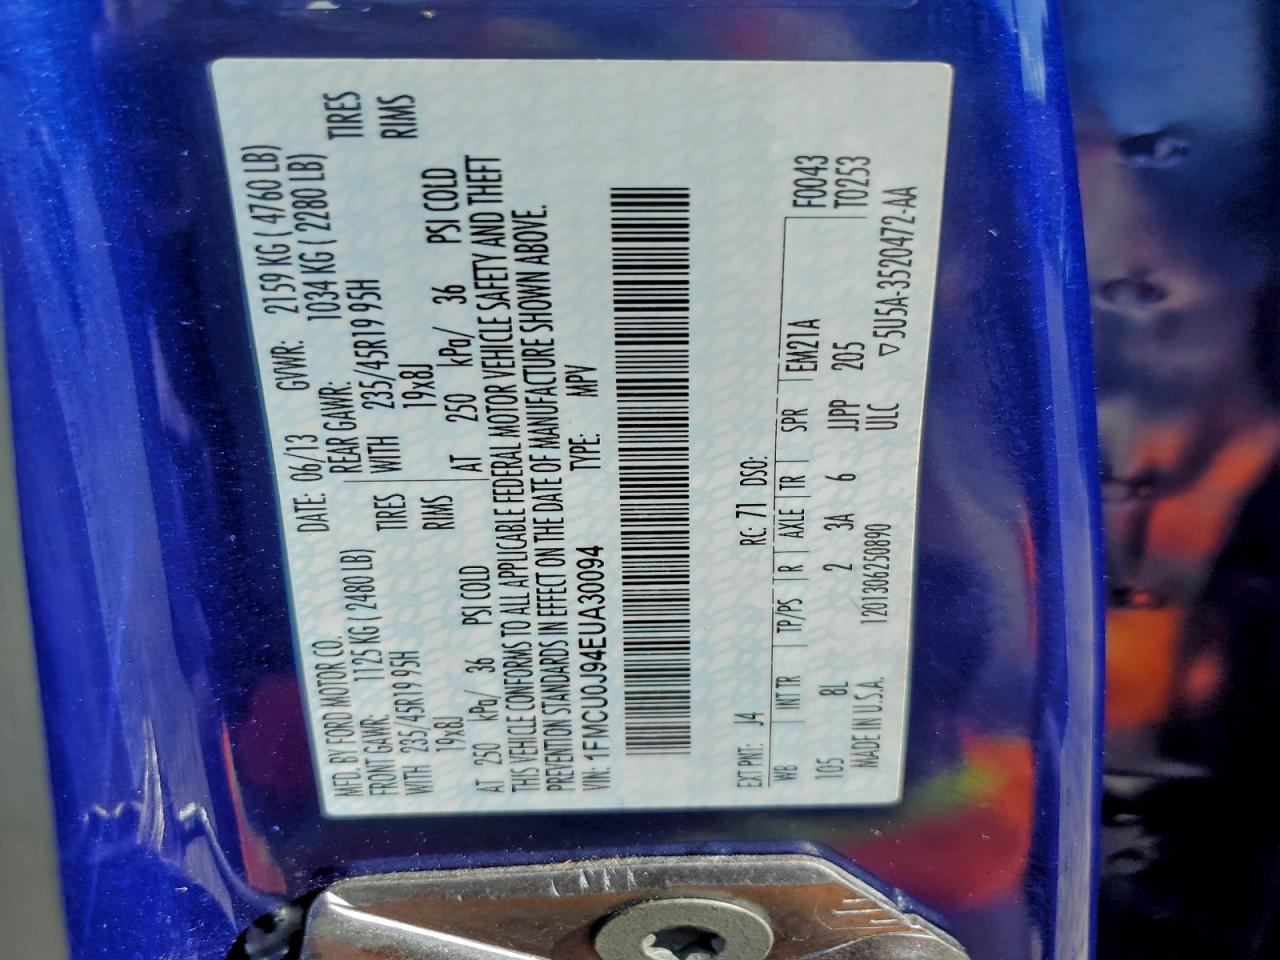 MFD. BY FORD MOTOR CO.
DATE: 06/13 GVWR: 2159 KG ( 4760 LB)
FRONT GAWR: 1125 KG ( 2480 LB) REAR GAWR: 1034 KG ( 2280 LB)
WITH 235/45R19 95H TIRES WITH 235/45R19 95H TIRES
19x8J RIMS 19x8J RIMS
AT 250 kPa/ 36 PSI COLD AT 250 kPa/ 36 PSI COLD
THIS VEHICLE CONFORMS TO ALL APPLICABLE FEDERAL MOTOR VEHICLE SAFETY AND THEFT
PREVENTION STANDARDS IN EFFECT ON THE DATE OF MANUFACTURE SHOWN ABOVE.
VIN: 1FMCU0J94EUA30094 TYPE: MPV
EXT PNT: J4 RC: 71 DSO:
WB INT TR TP/PS R AXLE TR SPR EM21A F0043
105 8L 2 3A 6 JJPP 205 T0253
MADE IN U.S.A. 1201306250890 ULC ▽5U5A-3520472-AA